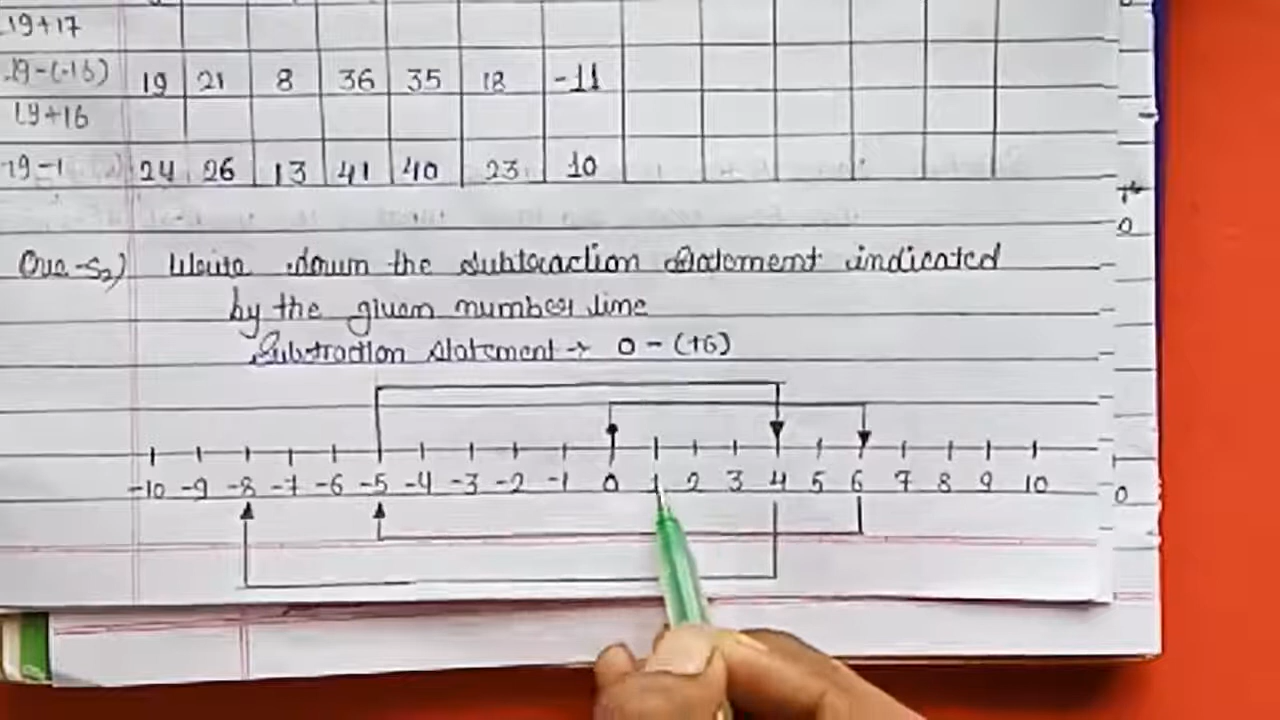 19+17
19-(-16) 19 21 8 36 35 18 -11
19+16
19-1 24 26 13 41 40 23 10
Que-S2) Write down the subtraction statement indicated
by the given number line
Subtraction statement → 0-(+6)
-10 -9 -8 -7 -6 -5 -4 -3 -2 -1 0 1 2 3 4 5 6 7 8 9 10
0
0